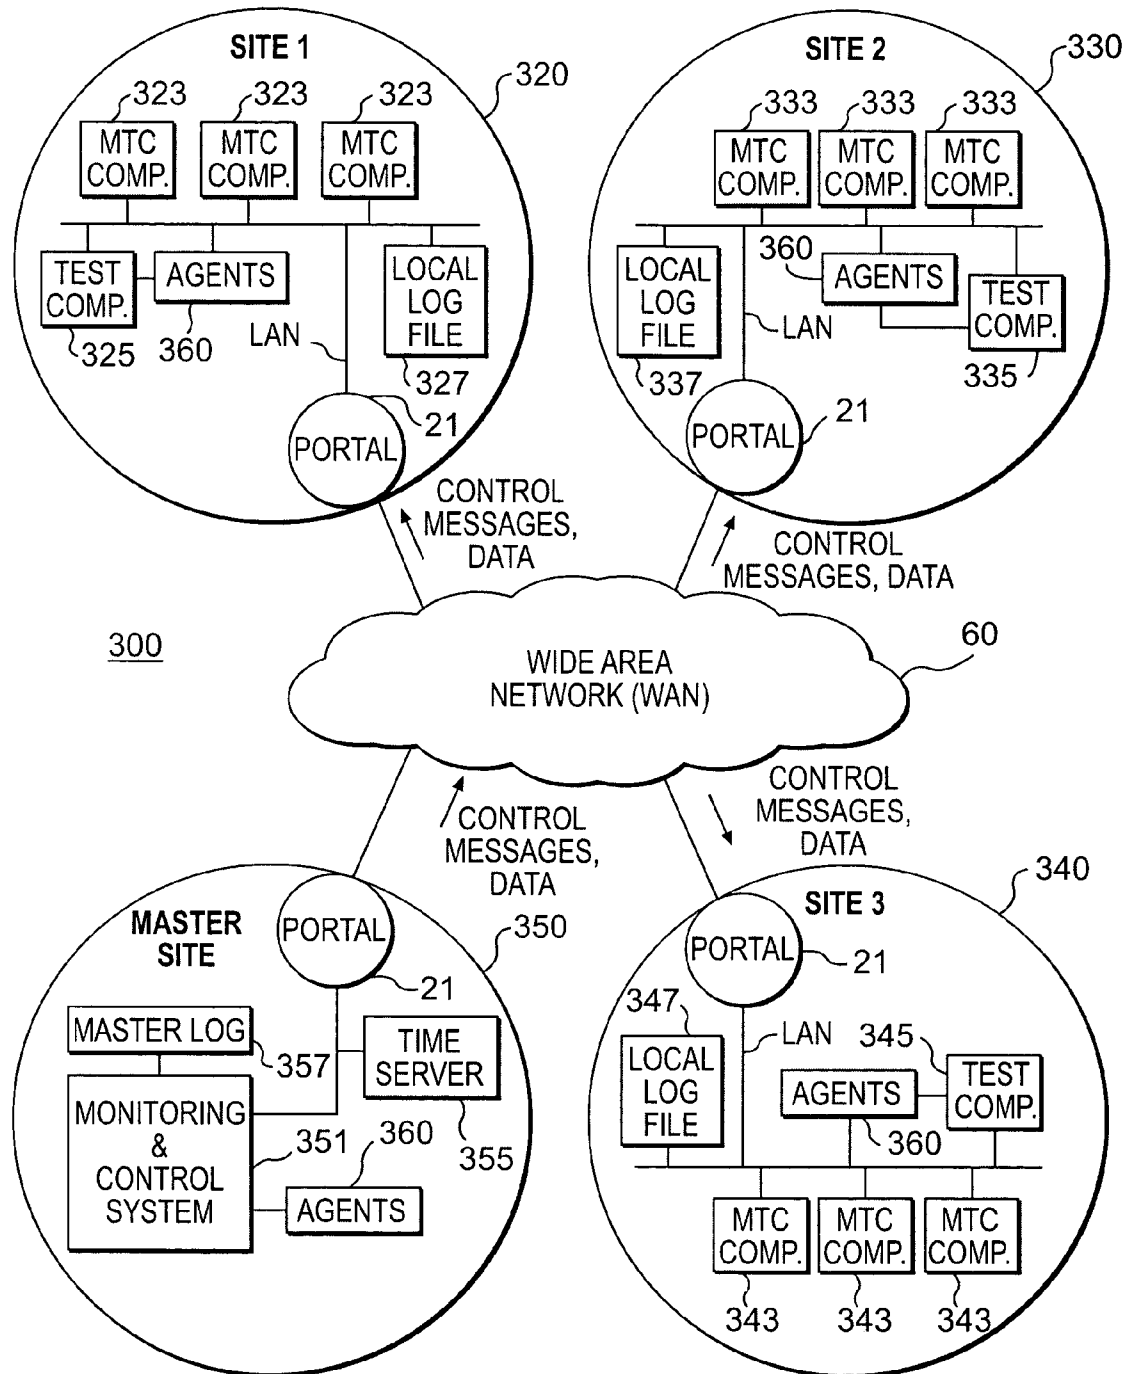 SITE 1
320
323
323
323
MTC
COMP.
MTC
COMP.
MTC
COMP.
TEST
COMP.
AGENTS
LOCAL
LOG
FILE
325
360
LAN
327
21
PORTAL
CONTROL
MESSAGES,
DATA
SITE 2
330
333
333
333
MTC
COMP.
MTC
COMP.
MTC
COMP.
360
LOCAL
LOG
FILE
AGENTS
TEST
COMP.
LAN
337
335
21
PORTAL
CONTROL
MESSAGES, DATA
300
60
WIDE AREA
NETWORK (WAN)
CONTROL
MESSAGES,
DATA
CONTROL
MESSAGES,
DATA
MASTER
SITE
PORTAL
350
21
MASTER LOG
357
TIME
SERVER
355
MONITORING
&
CONTROL
SYSTEM
351
360
AGENTS
SITE 3
340
PORTAL
21
347
LAN
345
LOCAL
LOG
FILE
AGENTS
TEST
COMP.
360
MTC
COMP.
MTC
COMP.
MTC
COMP.
343
343
343